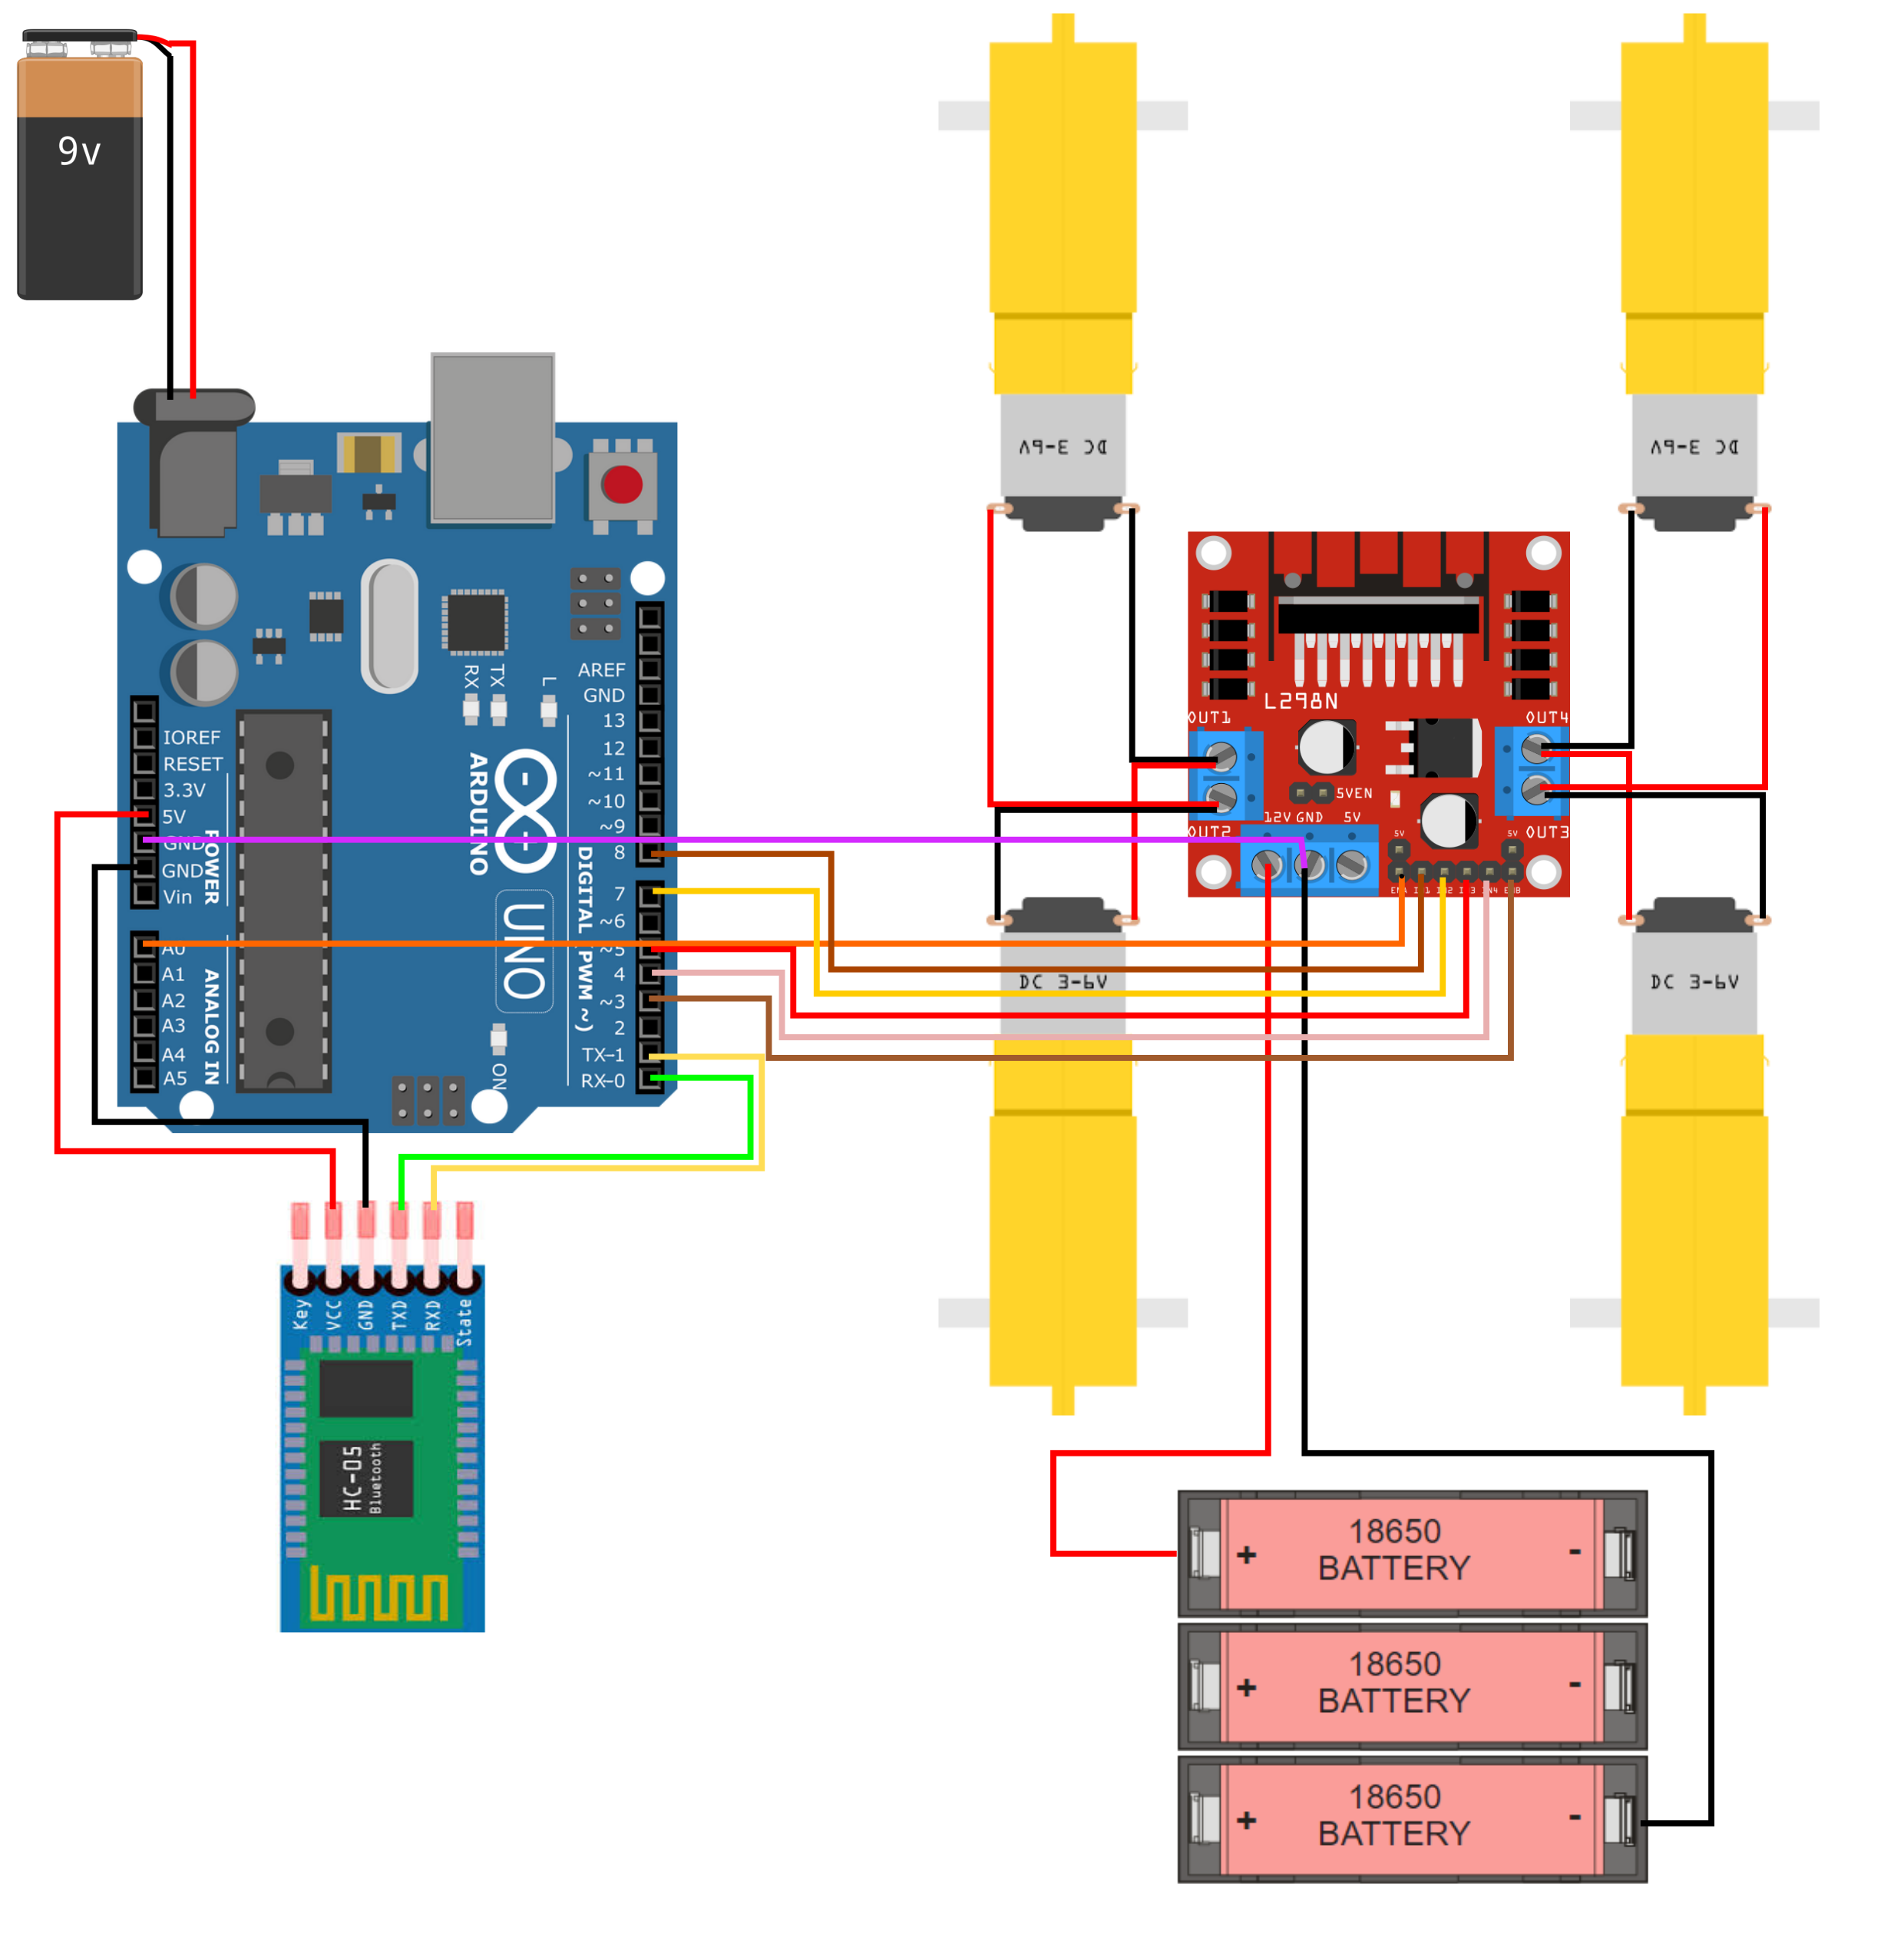 9v
DC 3-6V
DC 3-6V
RX
TX
L
AREF
GND
13
12
~11
~10
~9
8
7
~6
~5
4
~3
2
TX-1
RX-0
DIGITAL (PWM ~)
IOREF
RESET
3.3V
5V
GND
GND
Vin
POWER
A0
A1
A2
A3
A4
A5
ANALOG IN
ARDUINO
UNO
ON
L298N
OUT1
OUT4
5VEN
OUT2
12V GND 5V
5V
5V
OUT3
DC 3-6V
DC 3-6V
Key
VCC
GND
TXD
RXD
State
HC-05
Bluetooth
+ 18650 -
BATTERY
+ 18650 -
BATTERY
+ 18650 -
BATTERY